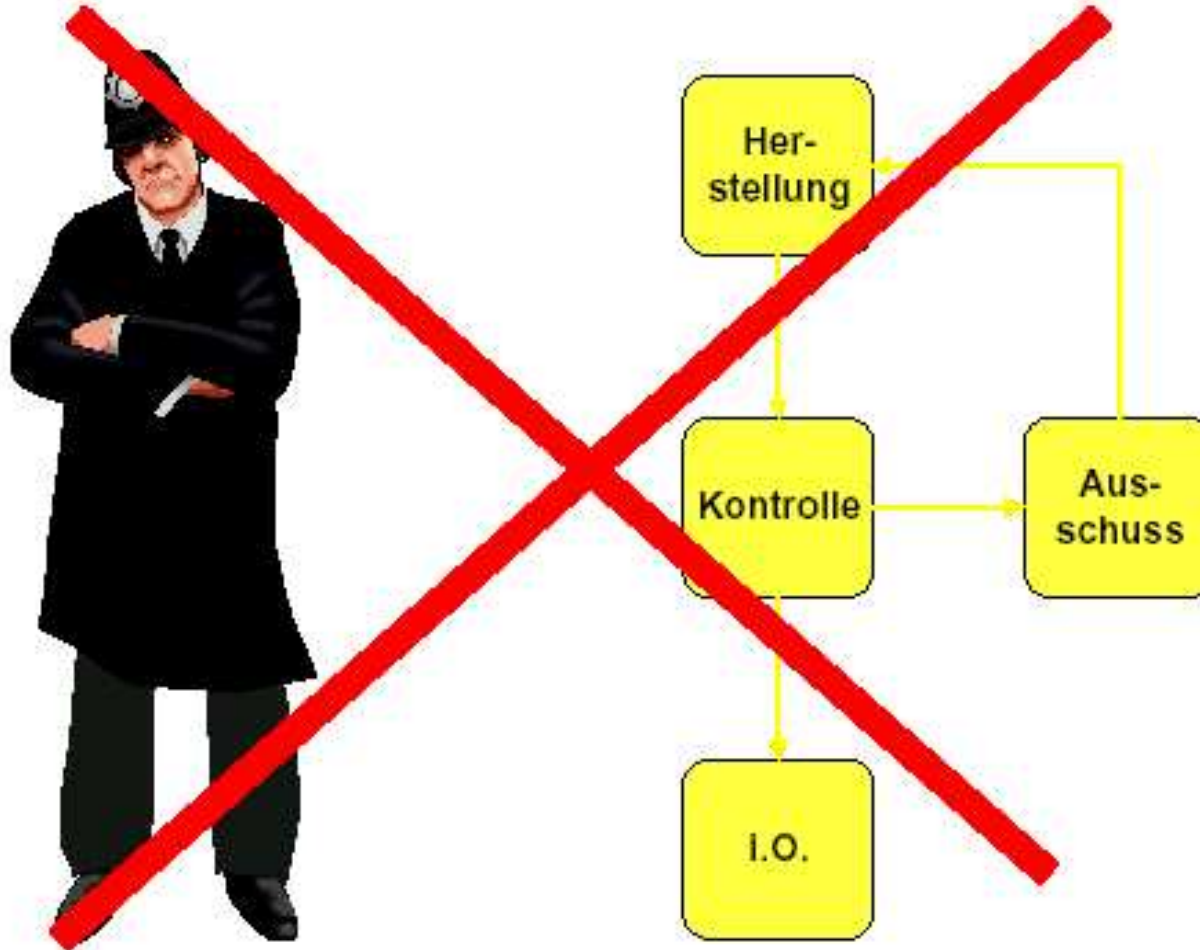 Her-
stellung
Kontrolle
Aus-
schuss
i.O.